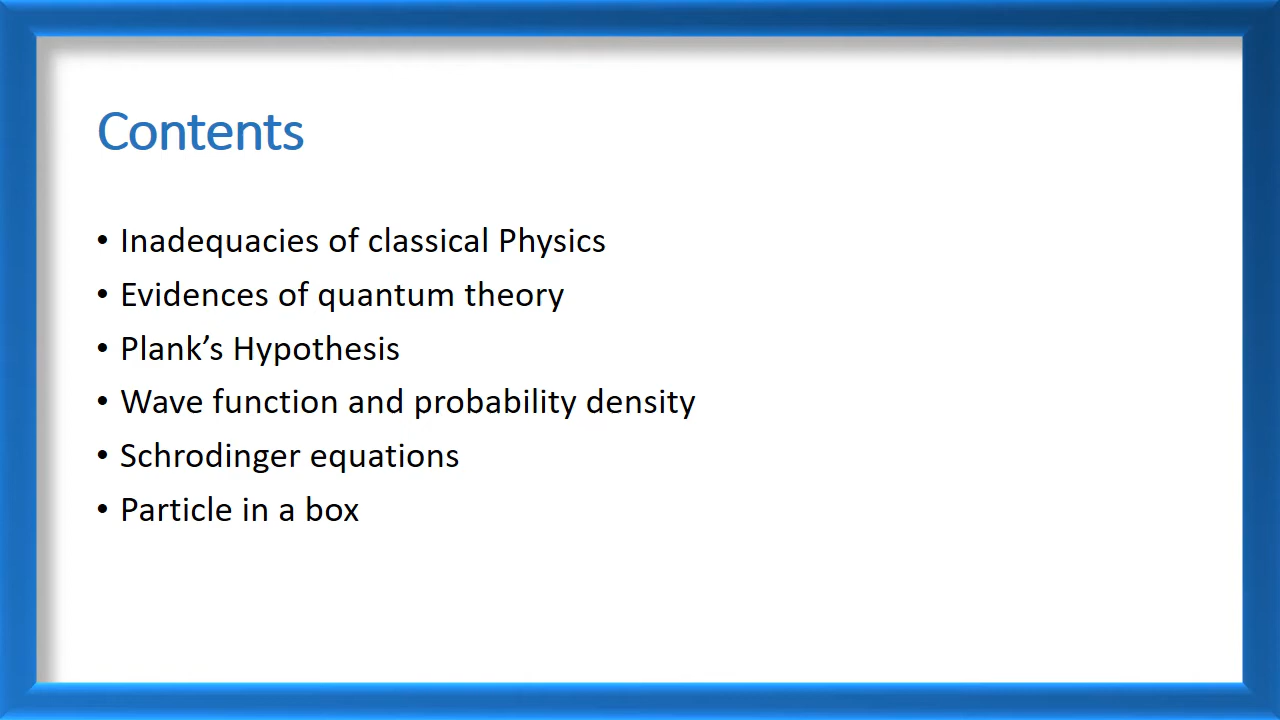 Contents
• Inadequacies of classical Physics
• Evidences of quantum theory
• Plank’s Hypothesis
• Wave function and probability density
• Schrodinger equations
• Particle in a box